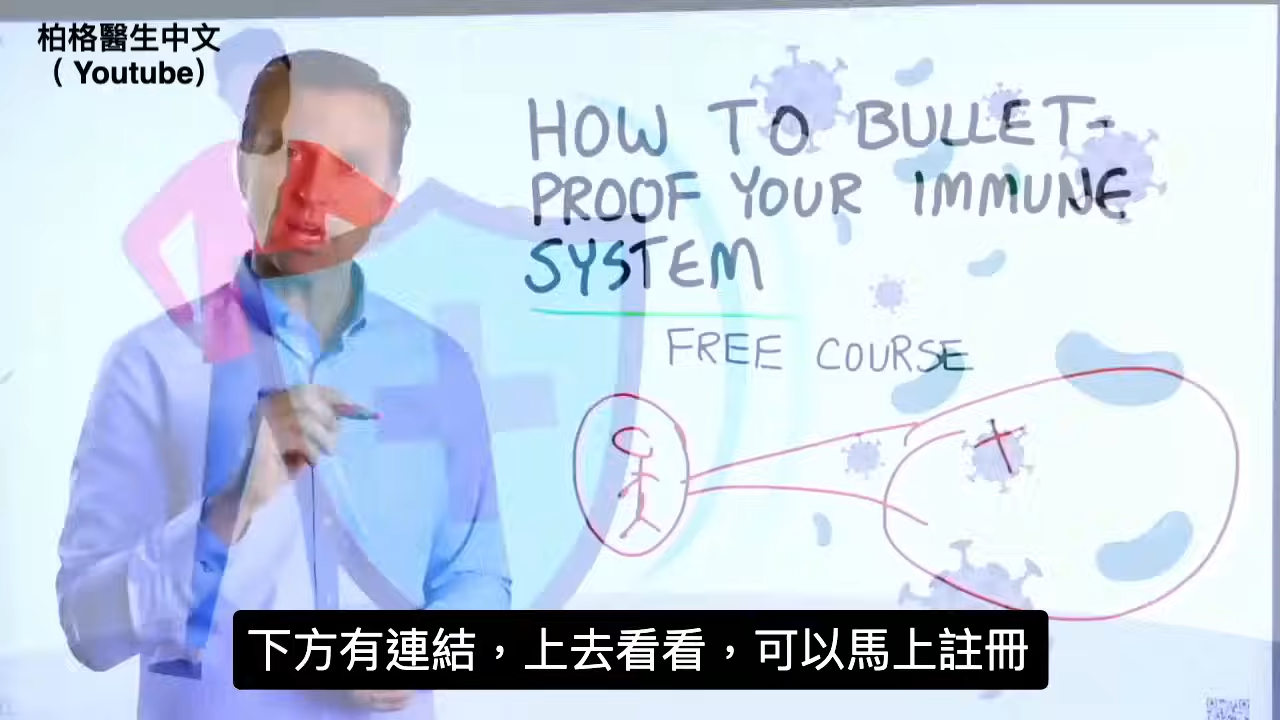 柏格醫生中文
（ Youtube）
HOW TO BULLET-
PROOF YOUR IMMUNE
SYSTEM
FREE COURSE
下方有連結，上去看看，可以馬上註冊